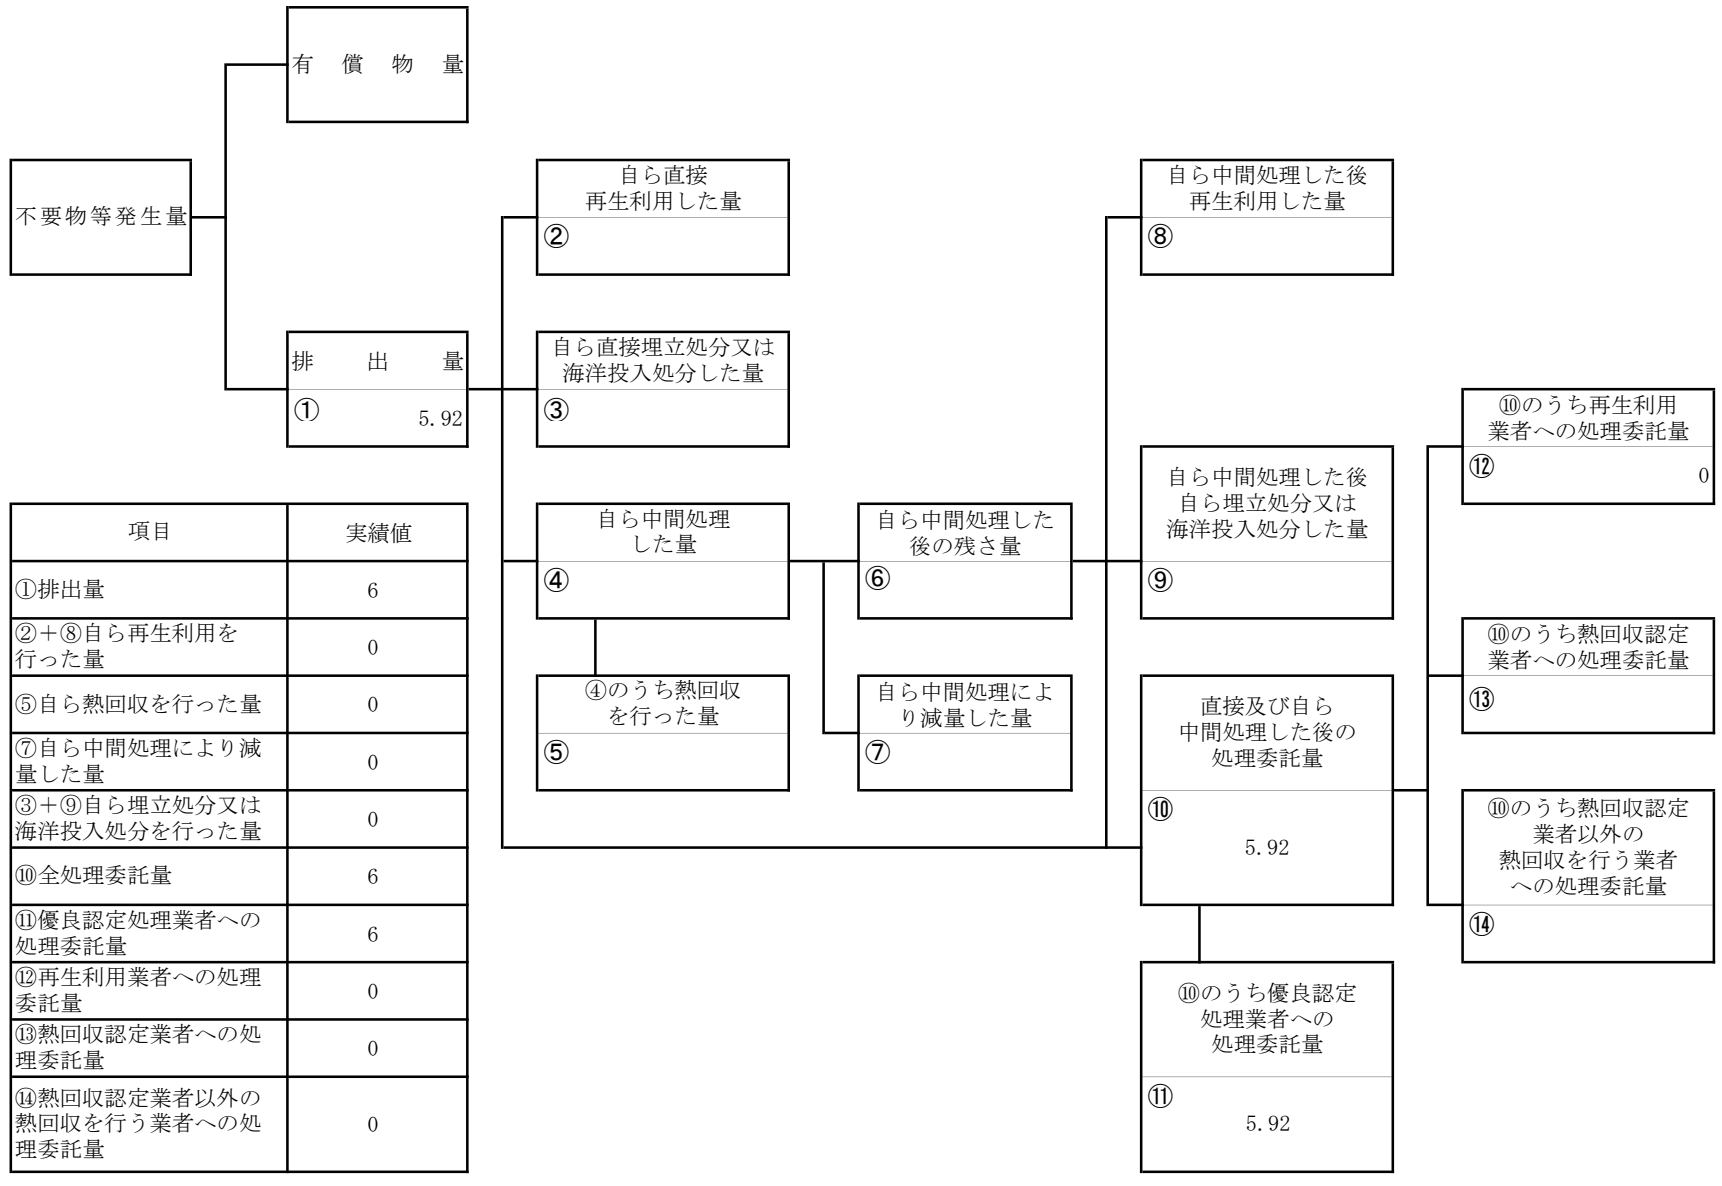 有償物量
不要物等発生量
自ら直接
再生利用した量
②
自ら中間処理した後
再生利用した量
⑧
排出量
①
5.92
自ら直接埋立処分又は
海洋投入処分した量
③
⑩のうち再生利用
業者への処理委託量
⑫
0
自ら中間処理
した量
④
自ら中間処理した
後の残さ量
⑥
自ら中間処理した後
自ら埋立処分又は
海洋投入処分した量
⑨
⑩のうち熱回収認定
業者への処理委託量
⑬
④のうち熱回収
を行った量
⑤
自ら中間処理によ
り減量した量
⑦
直接及び自ら
中間処理した後の
処理委託量
⑩
5.92
⑩のうち熱回収認定
業者以外の
熱回収を行う業者
への処理委託量
⑭
⑩のうち優良認定
処理業者への
処理委託量
⑪
5.92
項目 実績値
①排出量 6
②＋⑧自ら再生利用を
行った量 0
⑤自ら熱回収を行った量 0
⑦自ら中間処理により減
量した量 0
③＋⑨自ら埋立処分又は
海洋投入処分を行った量 0
⑩全処理委託量 6
⑪優良認定処理業者への
処理委託量 6
⑫再生利用業者への処理
委託量 0
⑬熱回収認定業者への処
理委託量 0
⑭熱回収認定業者以外の
熱回収を行う業者への処
理委託量 0